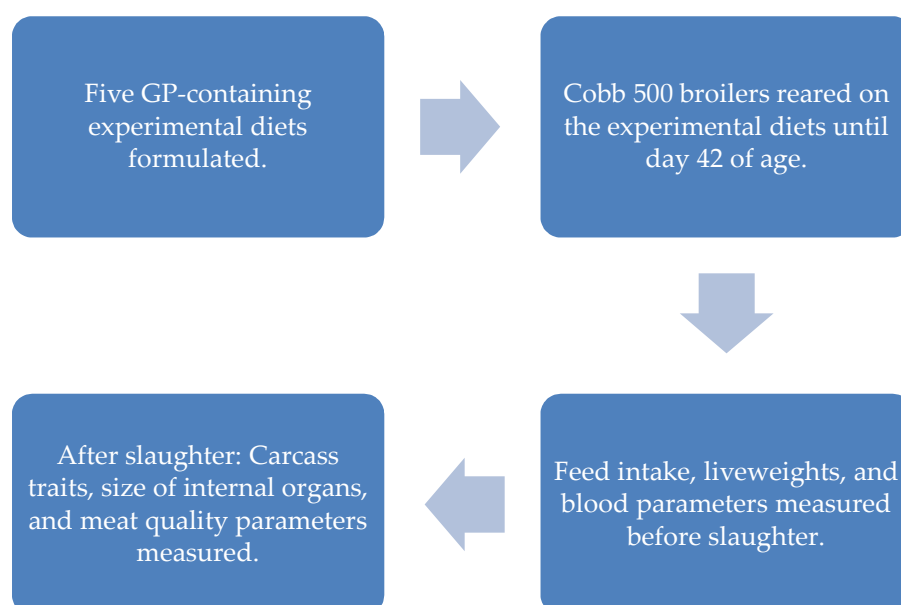 Five GP-containing
experimental diets
formulated.
Cobb 500 broilers reared on
the experimental diets until
day 42 of age.
Feed intake, liveweights, and
blood parameters measured
before slaughter.
After slaughter: Carcass
traits, size of internal organs,
and meat quality parameters
measured.